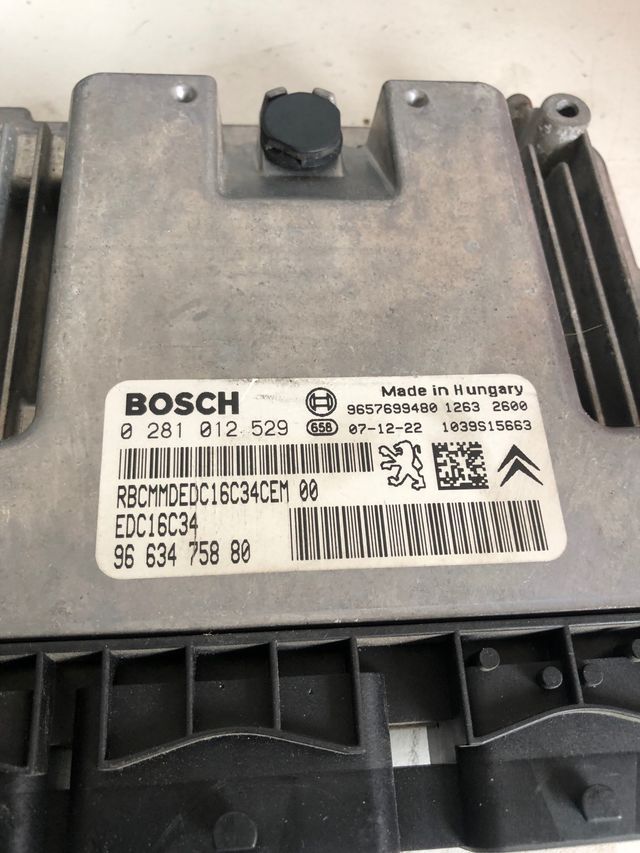 BOSCH Made in Hungary
9657699480 1263 2600
0 281 012 529 658 07-12-22 1039S15663
RBCMMDEDC16C34CEM 00
EDC16C34
96 634 758 80